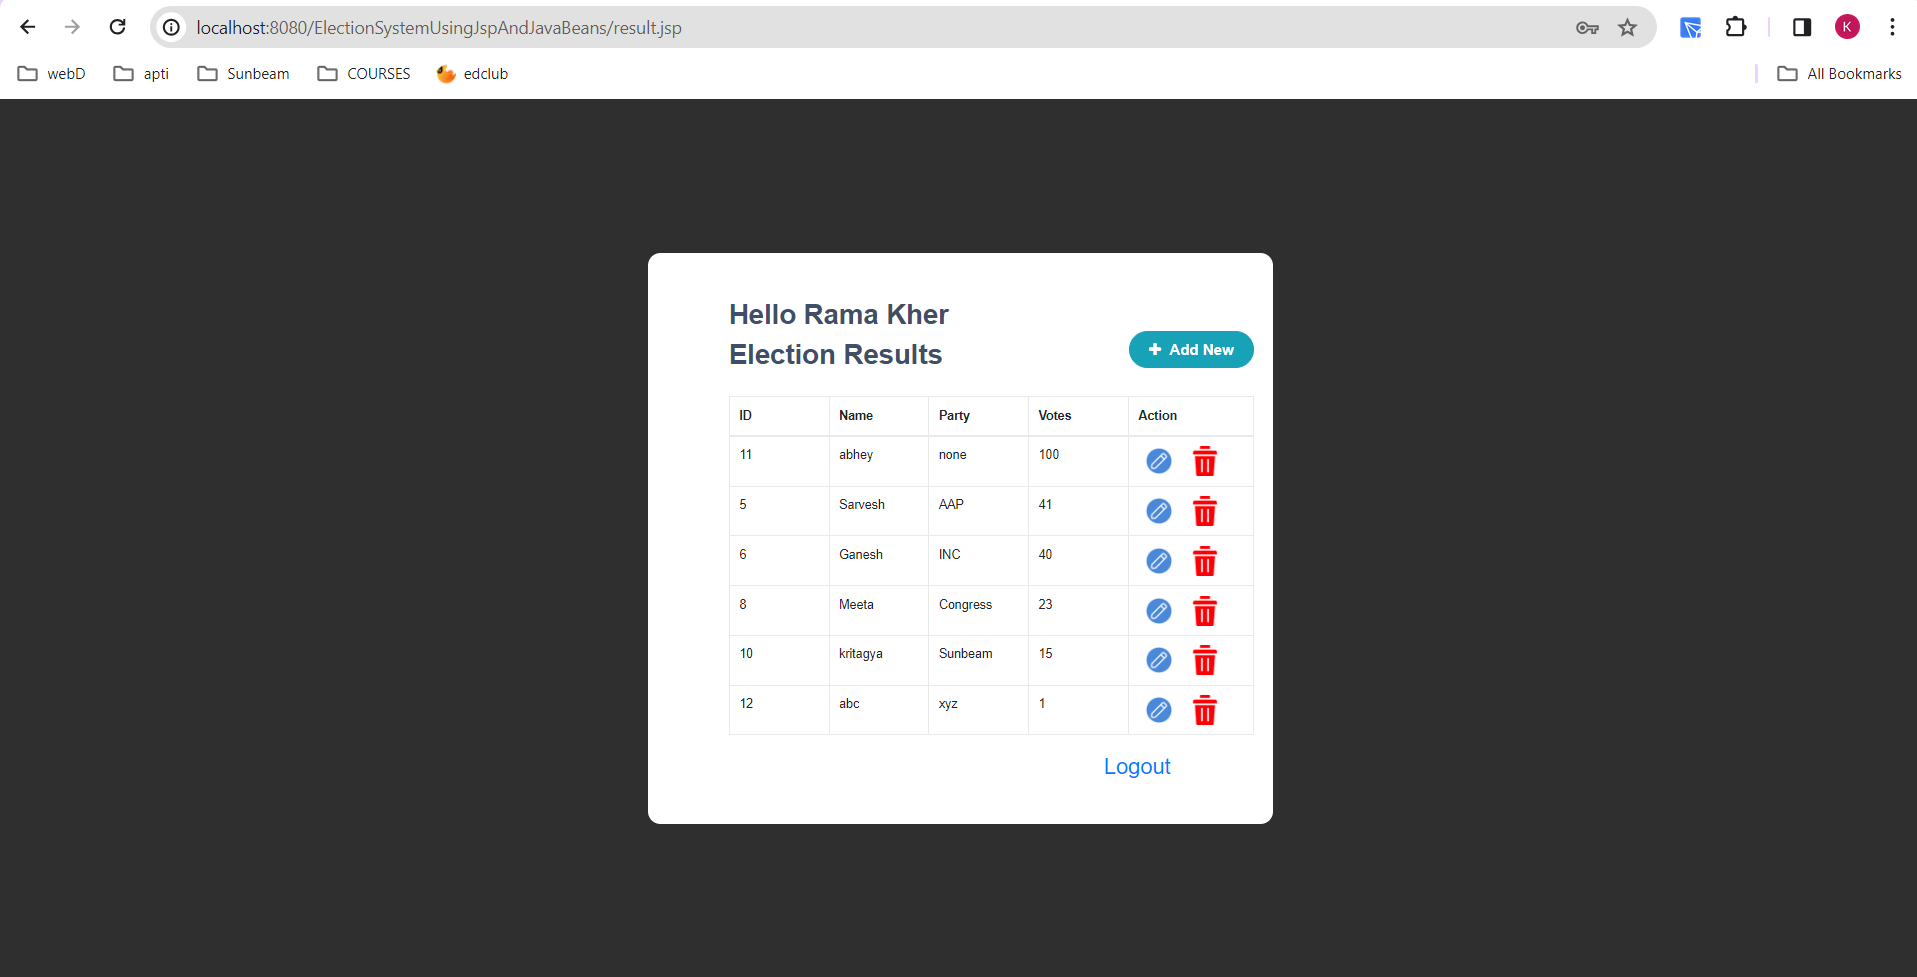 localhost:8080/ElectionSystemUsingJspAndJavaBeans/result.jsp K
webD apti Sunbeam COURSES edclub All Bookmarks
Hello Rama Kher
Election Results
Add New
ID Name Party Votes Action
11 abhey none 100
5 Sarvesh AAP 41
6 Ganesh INC 40
8 Meeta Congress 23
10 kritagya Sunbeam 15
12 abc xyz 1
Logout